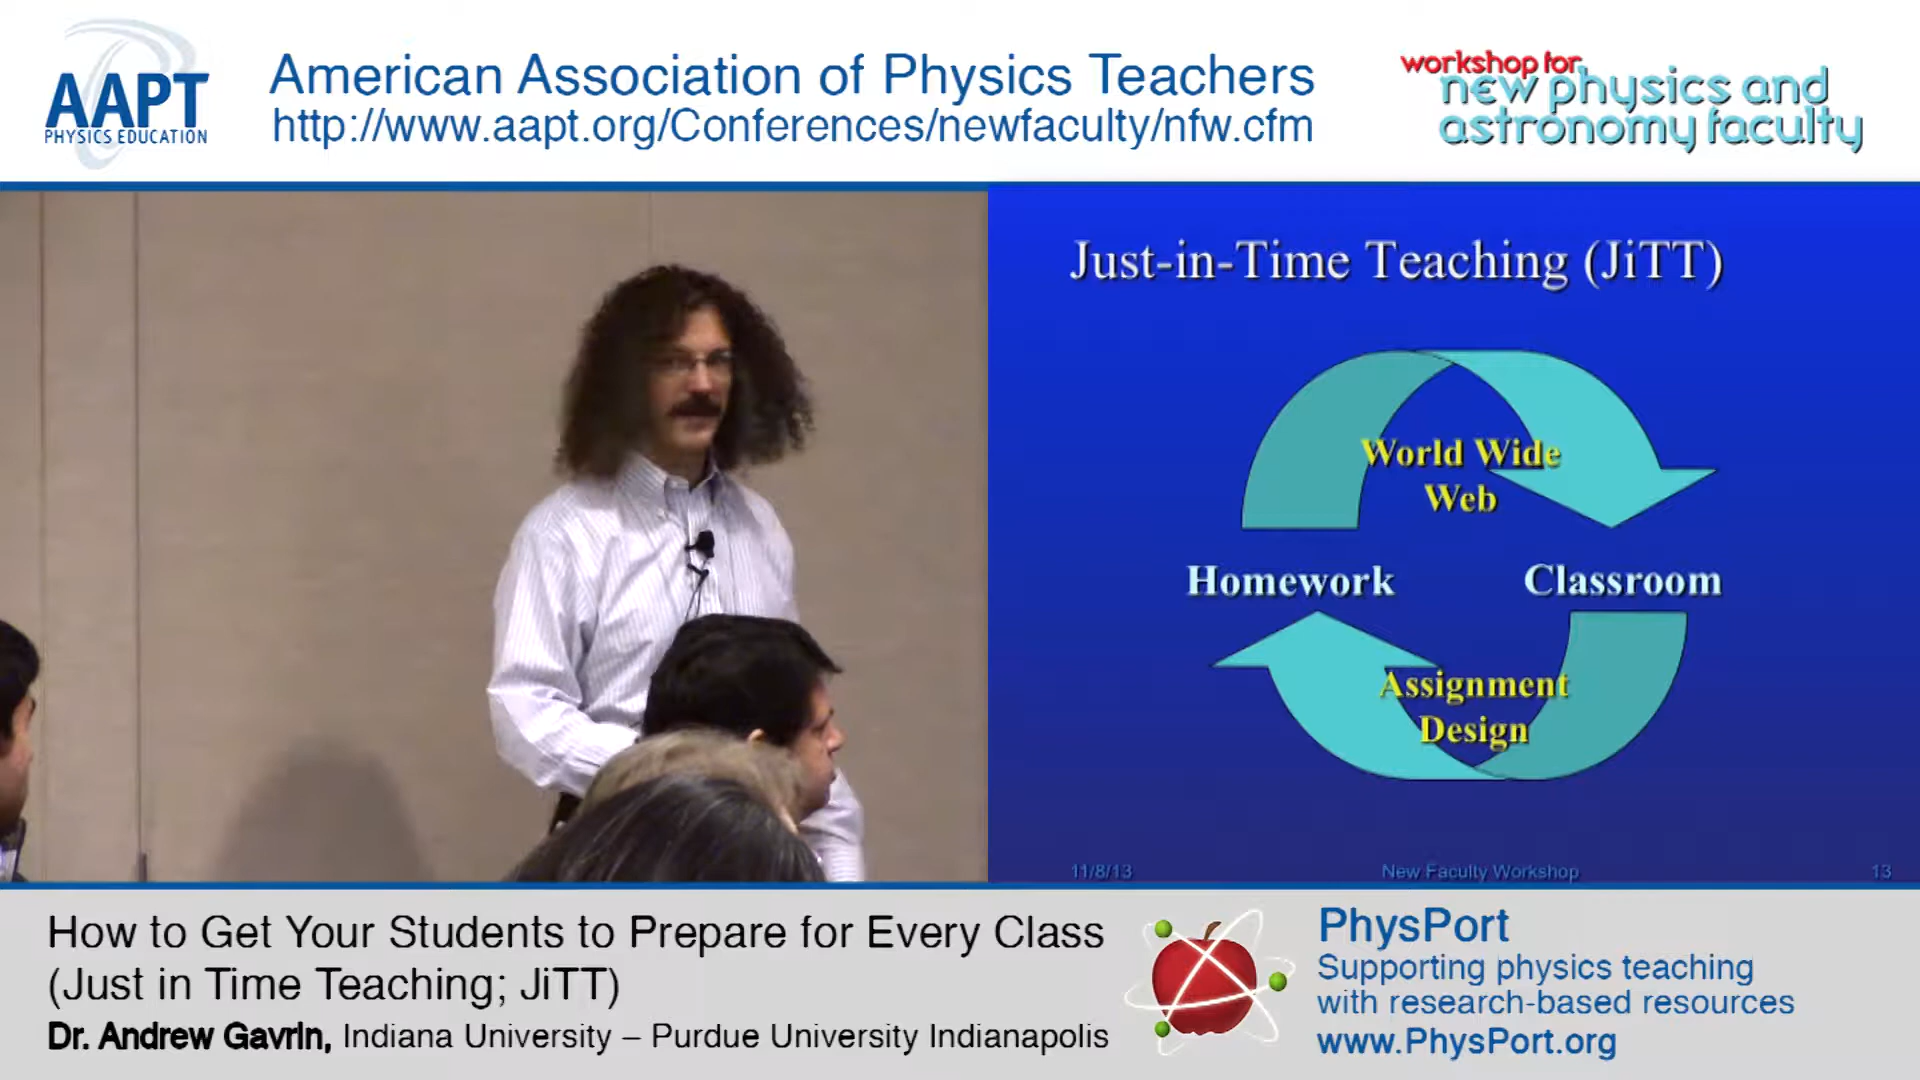 AAPT
PHYSICS EDUCATION
American Association of Physics Teachers
http://www.aapt.org/Conferences/newfaculty/nfw.cfm
workshop for
new physics and
astronomy faculty
Just-in-Time Teaching (JiTT)
World Wide
Web
Homework
Classroom
Assignment
Design
11/8/13
New Faculty Workshop
13
How to Get Your Students to Prepare for Every Class
(Just in Time Teaching; JiTT)
Dr. Andrew Gavrin, Indiana University – Purdue University Indianapolis
PhysPort
Supporting physics teaching
with research-based resources
www.PhysPort.org